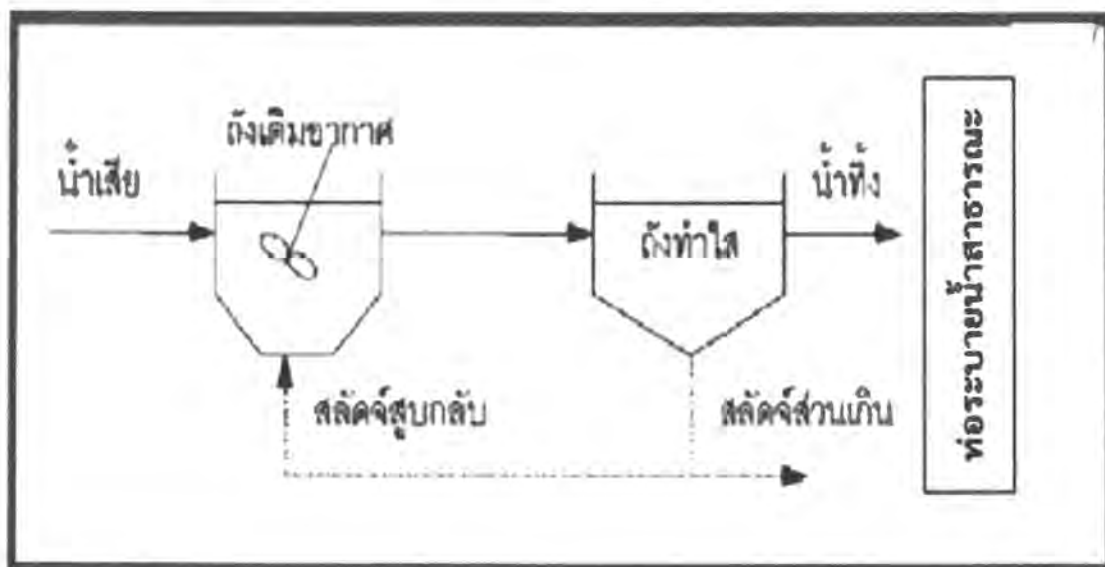 ถังเติมอากาศ
น้ำเสีย
น้ำทิ้ง
ถังทำใส
สลัดจ์สูบกลับ
สลัดจ์ส่วนเกิน
ท่อระบายน้ำสาธารณะ